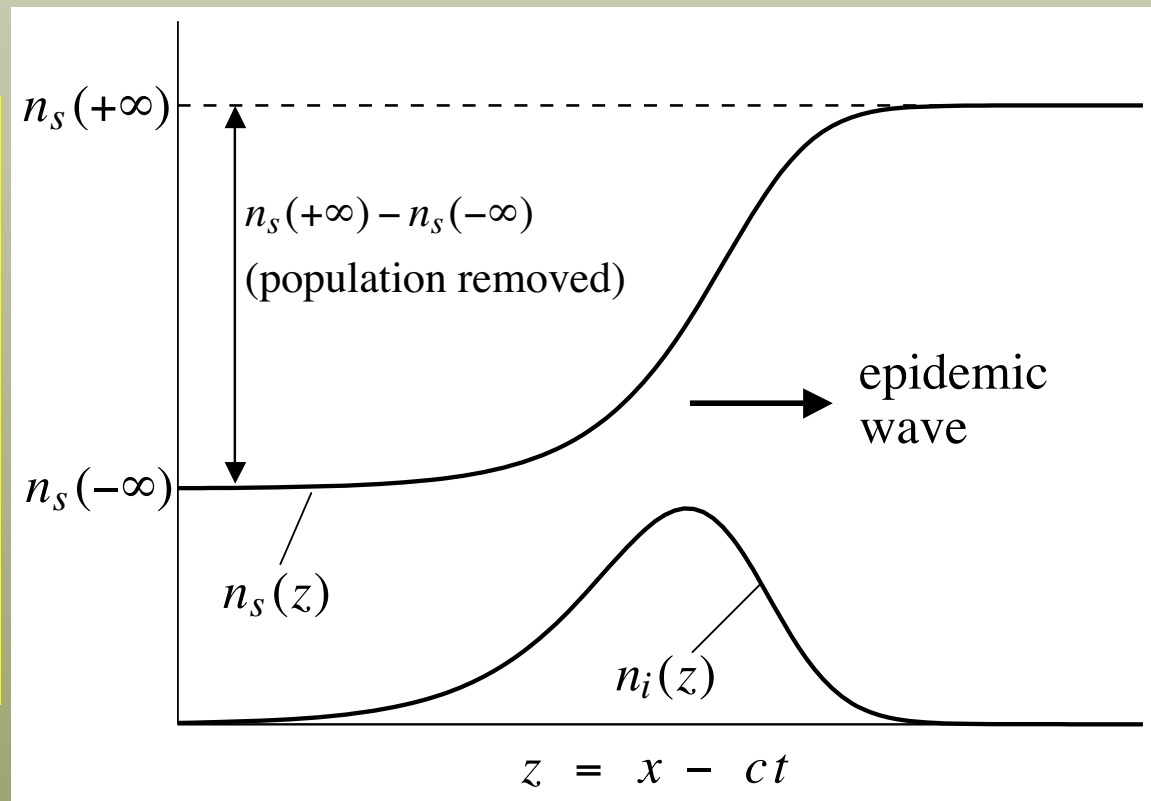 n_s(+∞)
n_s(+∞) – n_s(–∞)
(population removed)
epidemic
wave
n_s(–∞)
n_s(z)
n_i(z)
z = x – ct